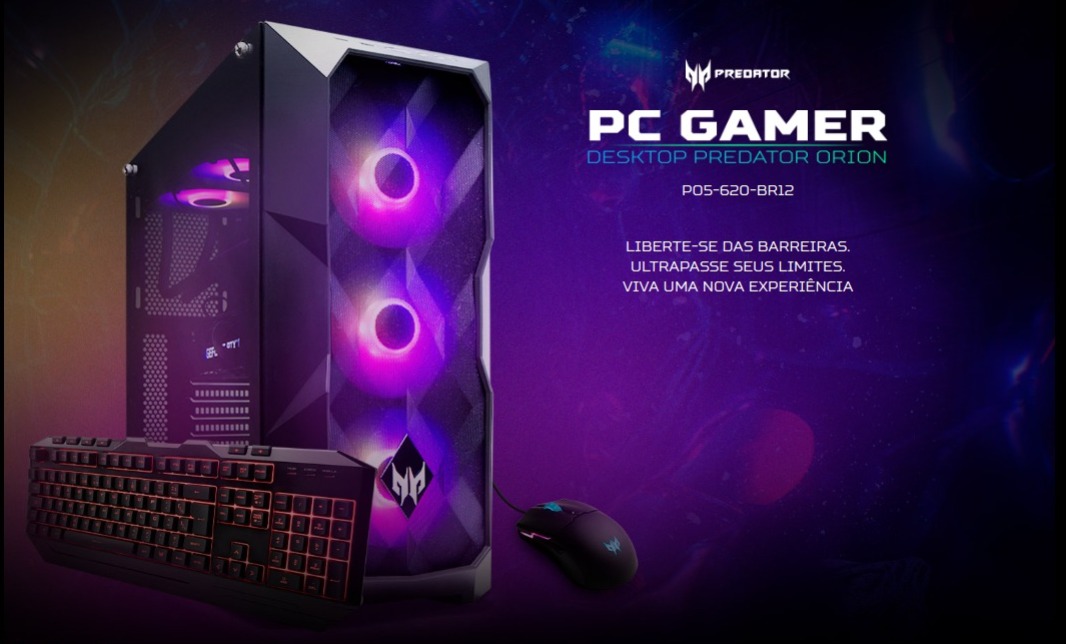 PREDATOR
PC GAMER
DESKTOP PREDATOR ORION
PO5-620-BR12
LIBERTE-SE DAS BARREIRAS.
ULTRAPASSE SEUS LIMITES.
VIVA UMA NOVA EXPERIÊNCIA